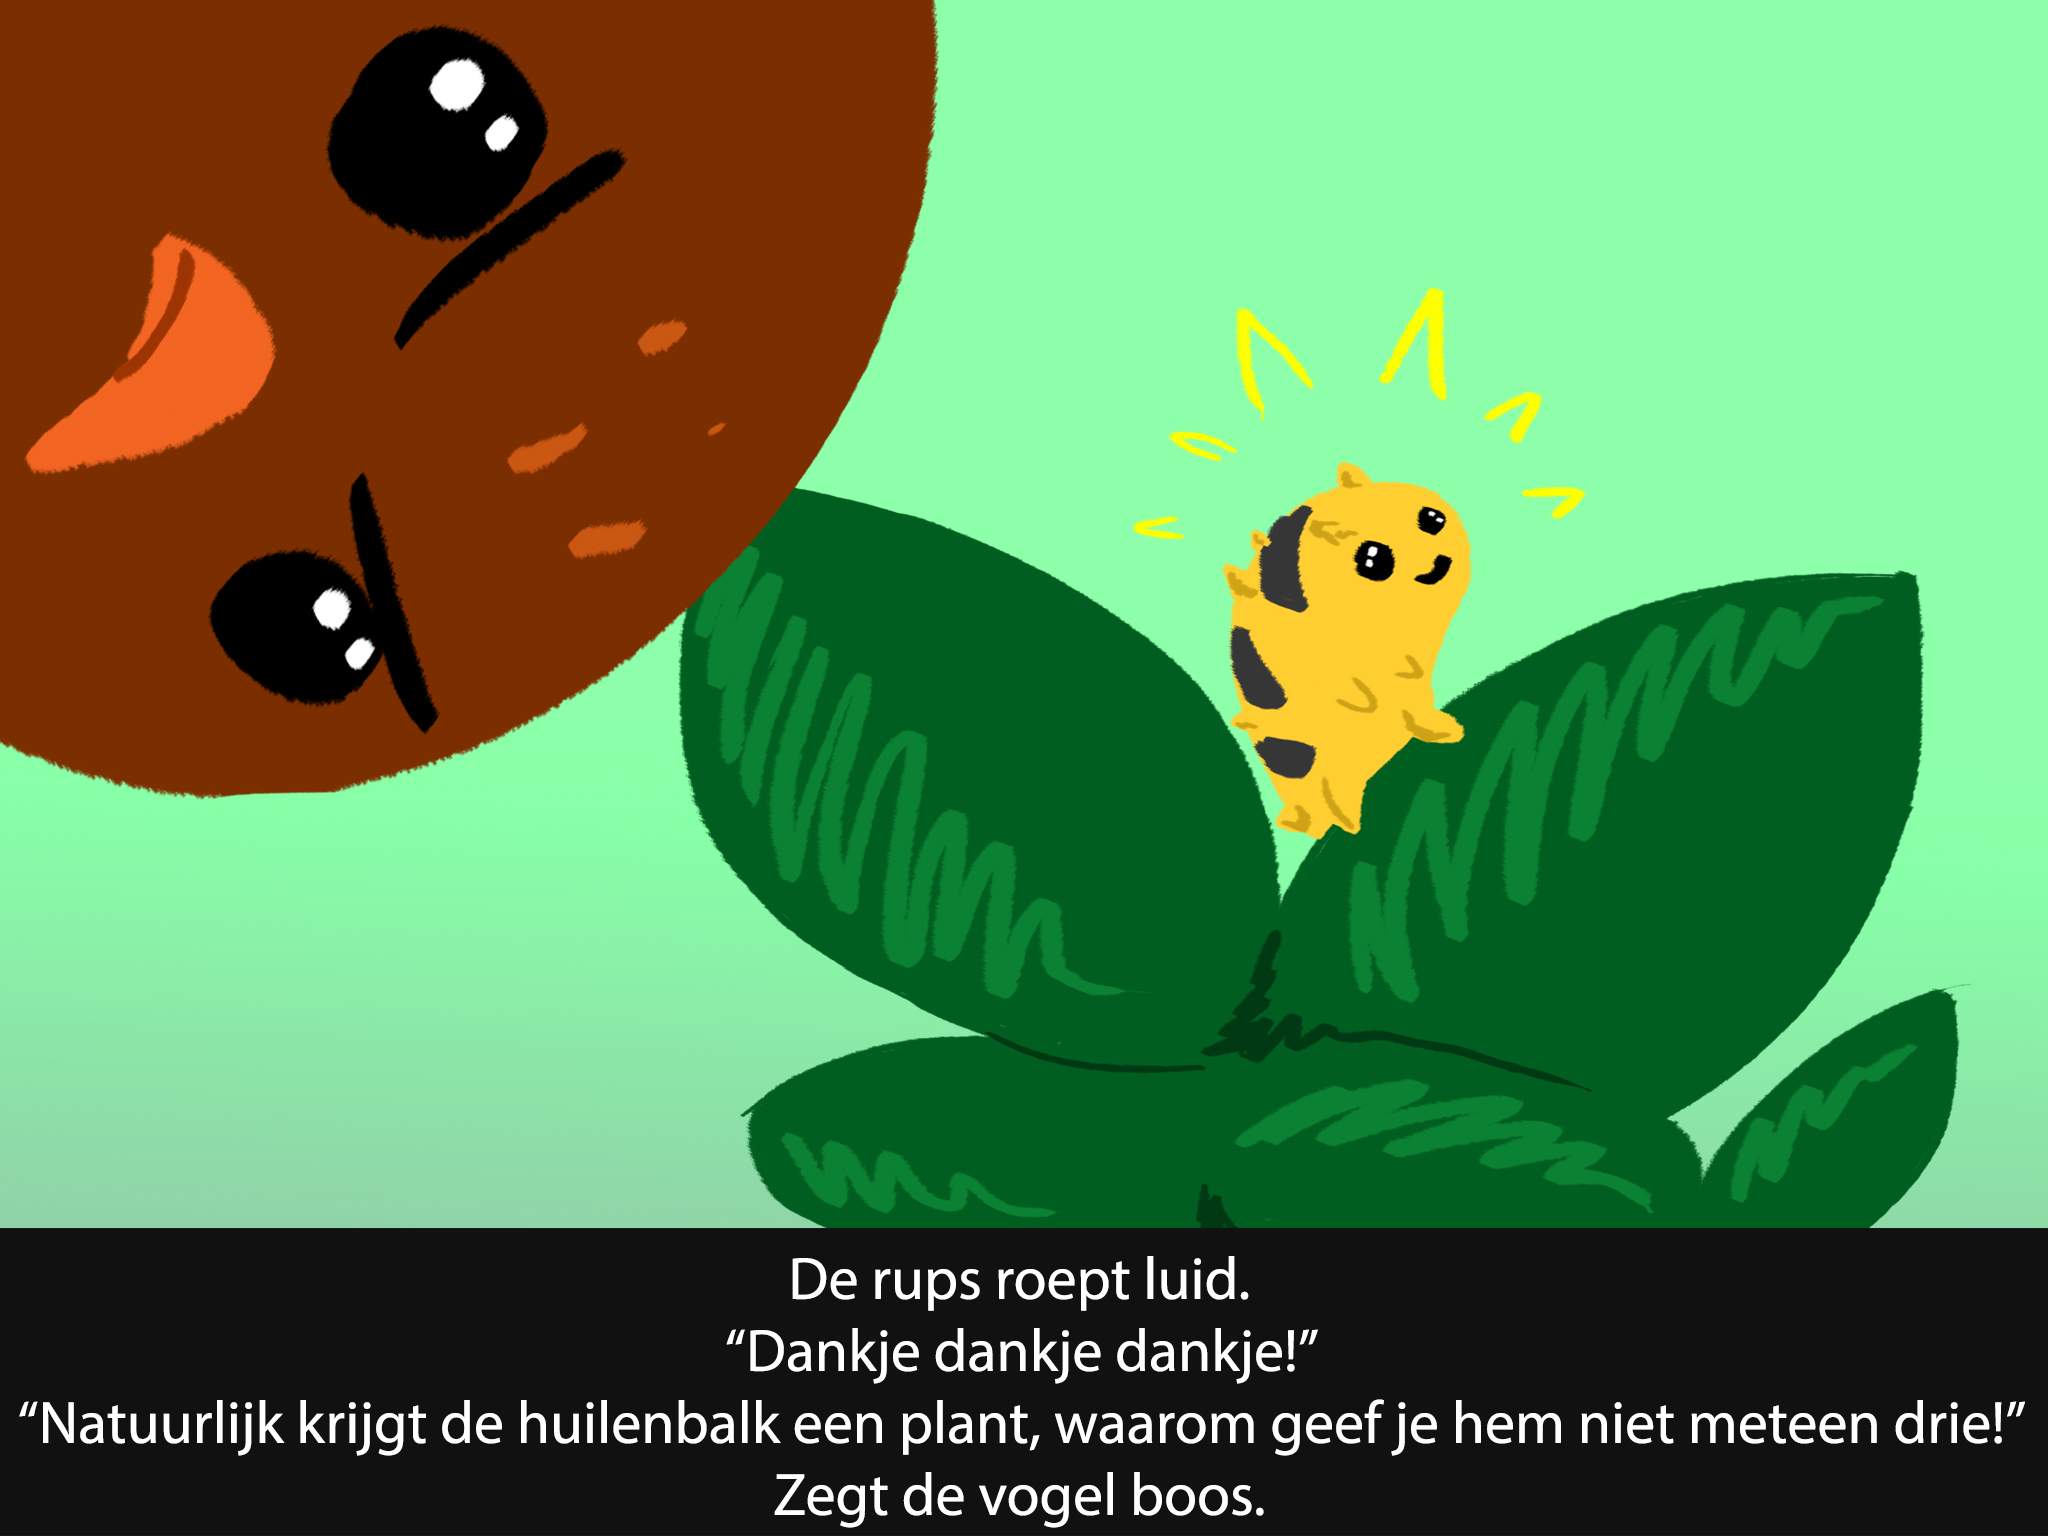 De rups roept luid.
“Dankje dankje dankje!”
“Natuurlijk krijgt de huilenbalk een plant, waarom geef je hem niet meteen drie!”
Zegt de vogel boos.